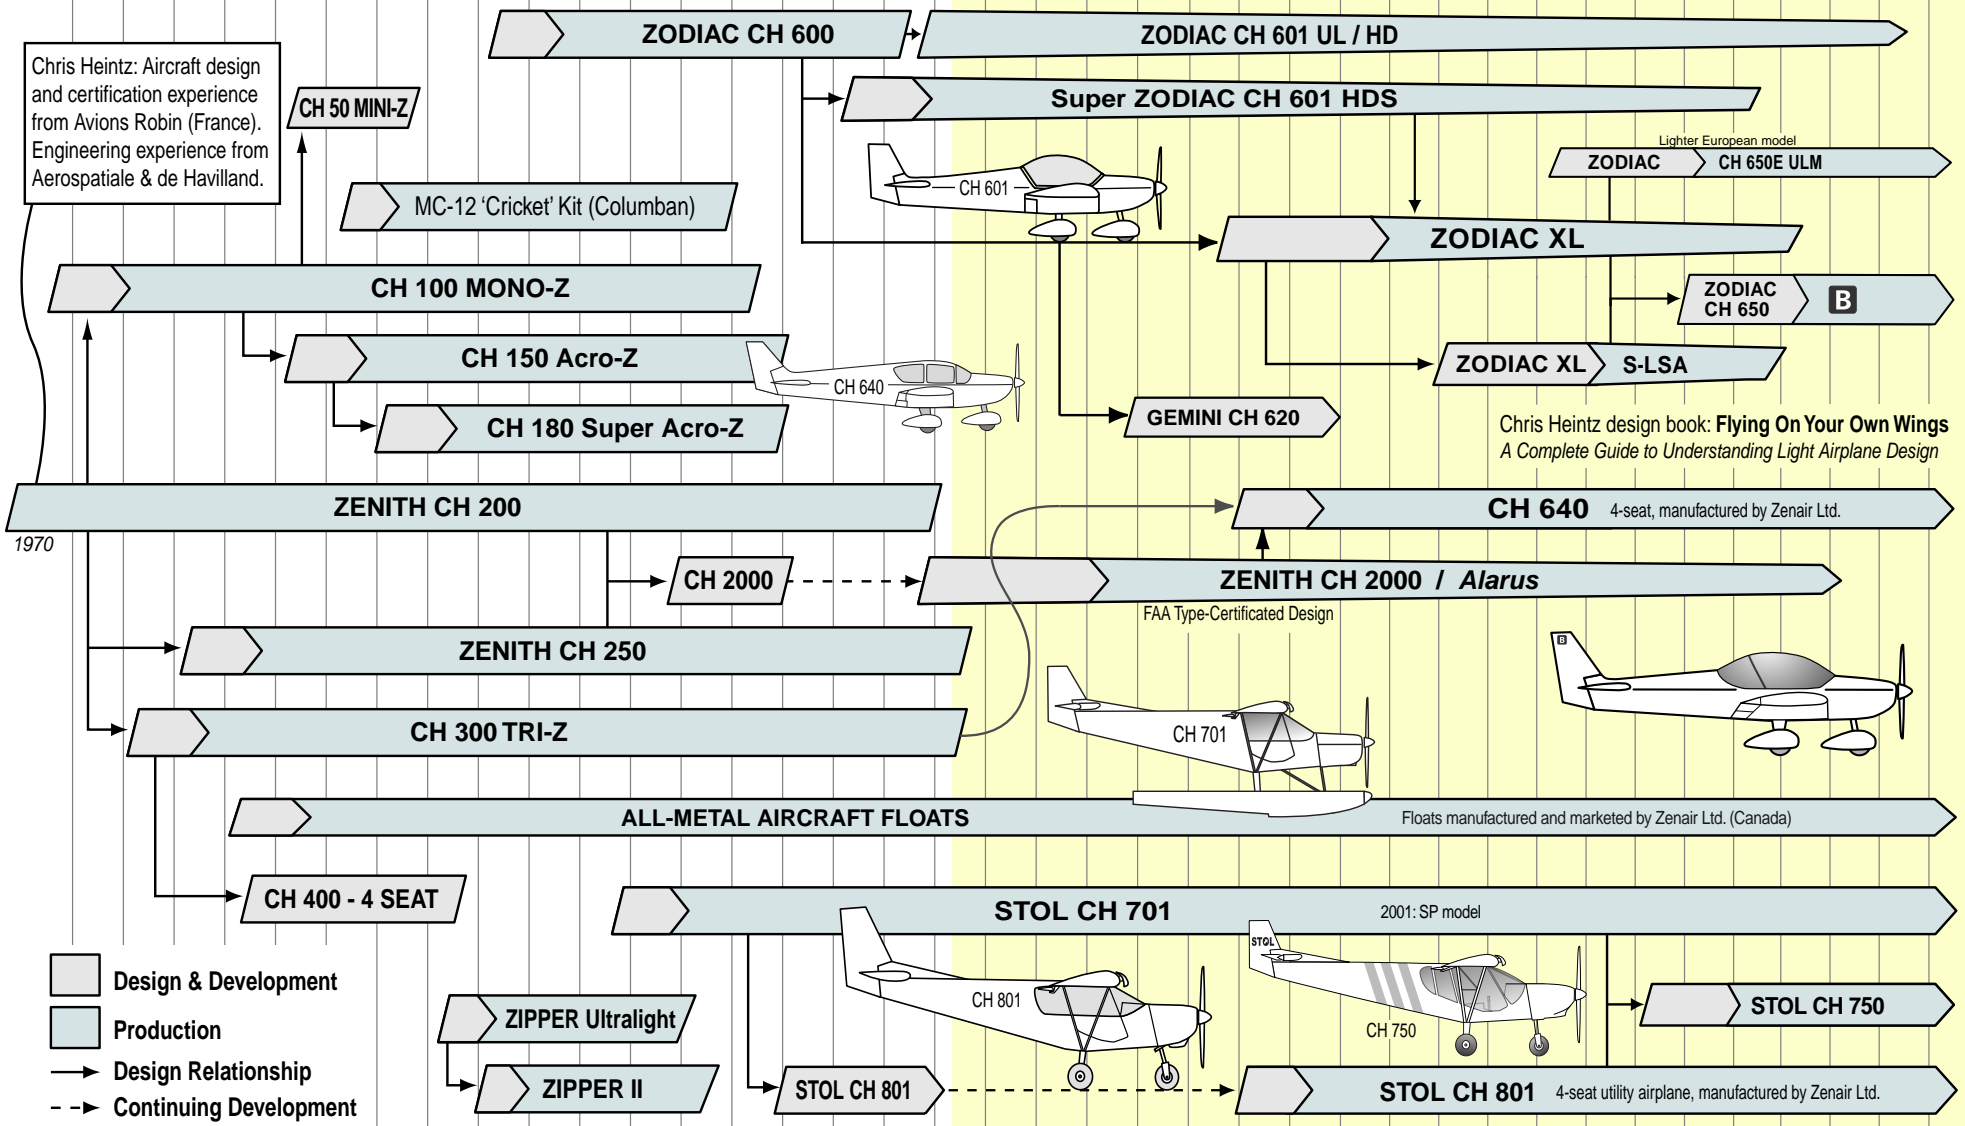 ZODIAC CH 600
ZODIAC CH 601 UL / HD
Chris Heintz: Aircraft design
and certification experience
from Avions Robin (France).
Engineering experience from
Aerospatiale & de Havilland.
CH 50 MINI-Z
Super ZODIAC CH 601 HDS
Lighter European model
ZODIAC
CH 650E ULM
CH 601
MC-12 ‘Cricket’ Kit (Columban)
ZODIAC XL
CH 100 MONO-Z
ZODIAC
CH 650
B
CH 150 Acro-Z
CH 640
ZODIAC XL
S-LSA
CH 180 Super Acro-Z
GEMINI CH 620
Chris Heintz design book: Flying On Your Own Wings
A Complete Guide to Understanding Light Airplane Design
ZENITH CH 200
1970
CH 640
4-seat, manufactured by Zenair Ltd.
CH 2000
ZENITH CH 2000 / Alarus
FAA Type-Certificated Design
ZENITH CH 250
B
CH 300 TRI-Z
CH 701
ALL-METAL AIRCRAFT FLOATS
Floats manufactured and marketed by Zenair Ltd. (Canada)
CH 400 - 4 SEAT
STOL CH 701
2001: SP model
STOL
CH 801
CH 750
STOL CH 750
Design & Development
Production
Design Relationship
Continuing Development
ZIPPER Ultralight
ZIPPER II
STOL CH 801
STOL CH 801
4-seat utility airplane, manufactured by Zenair Ltd.